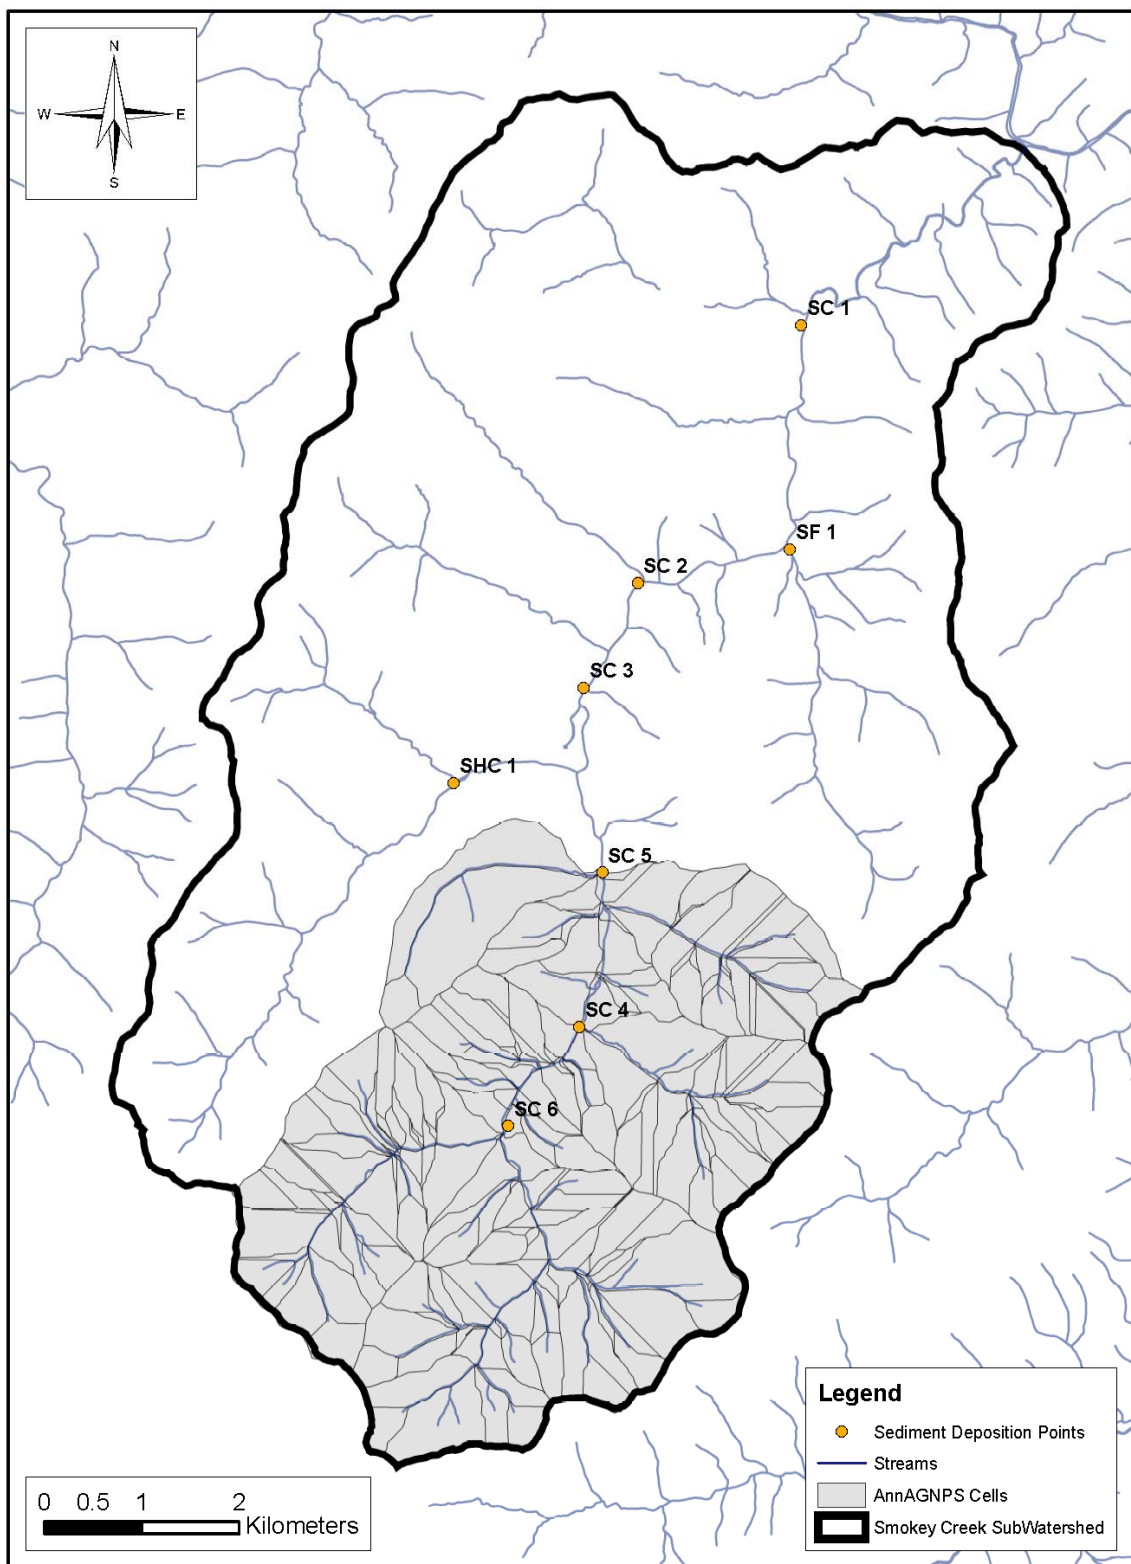 N
W E
S
SC 1
SF 1
SC 2
SC 3
SHC 1
SC 5
SC 4
SC 6
Legend
Sediment Deposition Points
Streams
AnnAGNPS Cells
Smokey Creek SubWatershed
0 0.5 1 2
Kilometers